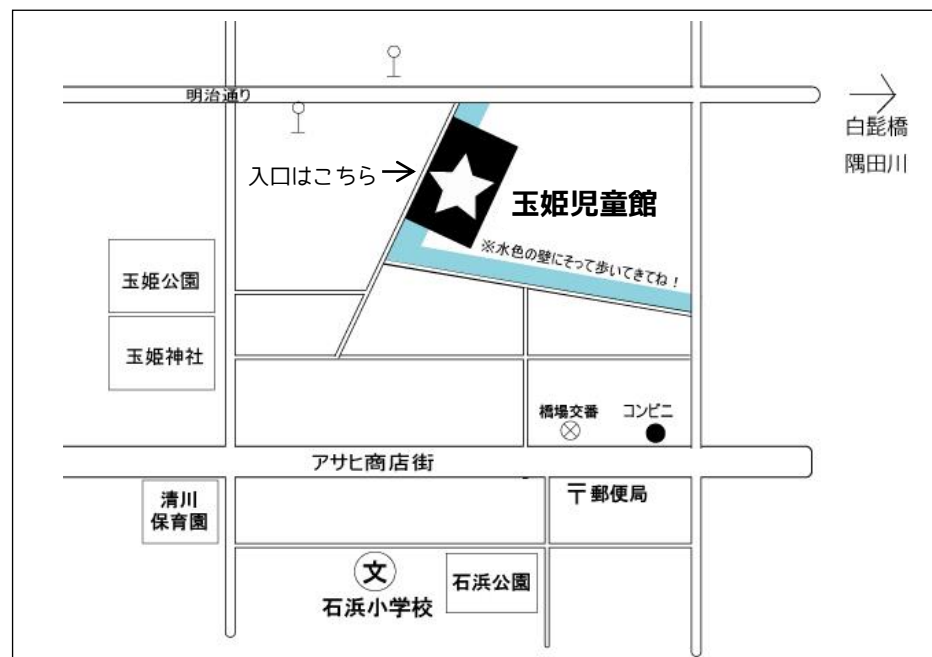 明治通り
白髭橋
隅田川
入口はこちら
玉姫児童館
※水色の壁にそって歩いてきてね！
玉姫公園
玉姫神社
橋場交番
コンビニ
アサヒ商店街
清川
保育園
〒郵便局
文
石浜小学校
石浜公園